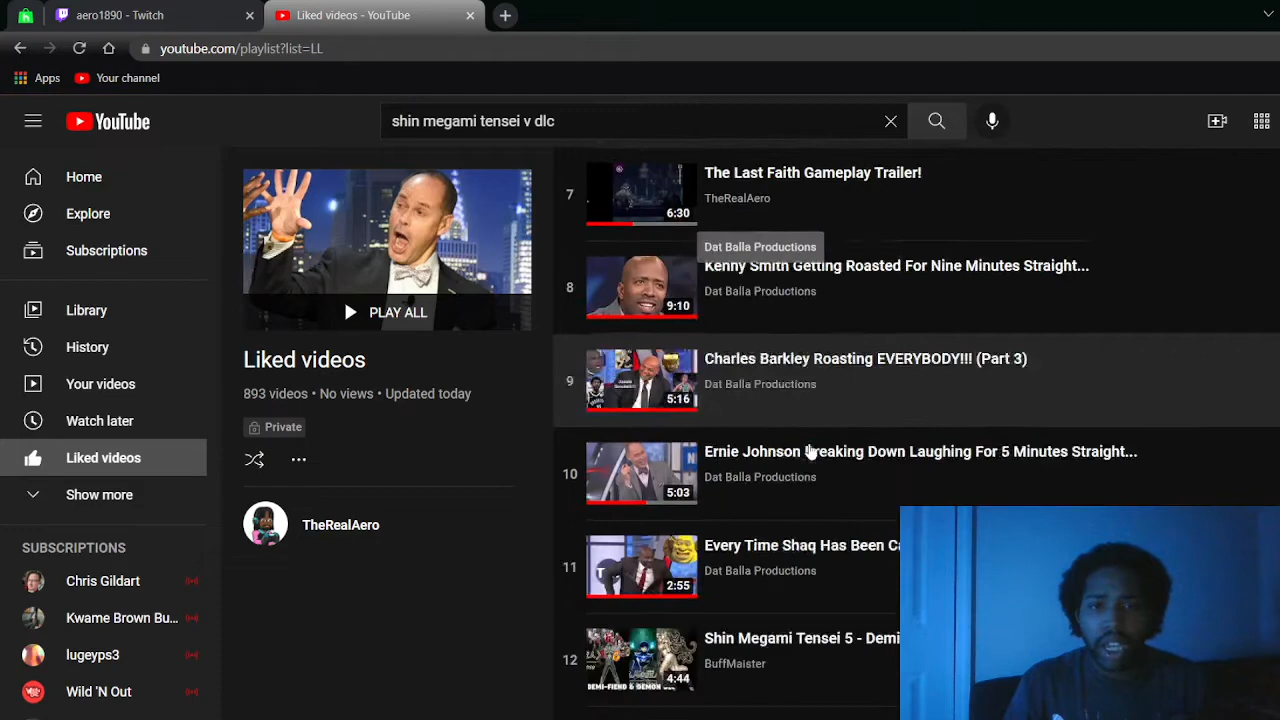 aero1890 - Twitch
Liked videos - YouTube
youtube.com/playlist?list=LL
Apps
Your channel
YouTube
shin megami tensei v dlc
Home
Explore
Subscriptions
Library
History
Your videos
Watch later
Liked videos
Show more
SUBSCRIPTIONS
Chris Gildart
Kwame Brown Bu...
lugeyps3
Wild 'N Out
PLAY ALL
Liked videos
893 videos • No views • Updated today
Private
TheRealAero
7
6:30
The Last Faith Gameplay Trailer!
TheRealAero
Dat Balla Productions
8
9:10
Kenny Smith Getting Roasted For Nine Minutes Straight...
Dat Balla Productions
9
5:16
Charles Barkley Roasting EVERYBODY!!! (Part 3)
Dat Balla Productions
10
5:03
Ernie Johnson Breaking Down Laughing For 5 Minutes Straight...
Dat Balla Productions
11
2:55
Every Time Shaq Has Been Ca
Dat Balla Productions
12
DEMI-FIEND & DEMON
4:44
Shin Megami Tensei 5 - Demi
BuffMaister